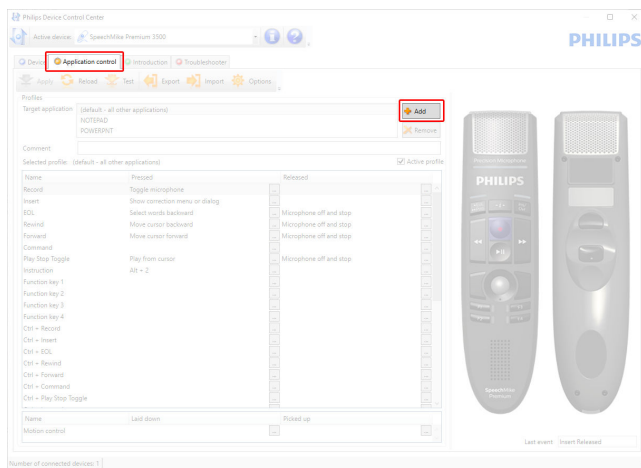 Philips Device Control Center
Active device: SpeechMike Premium 3500
PHILIPS
Device Application control Introduction Troubleshooter
Apply Reload Test Export Import Options
Profiles
Target application (default - all other applications) Add
NOTEPAD
POWERPNT Remove
Comment
Selected profile: (default - all other applications) Active profile
Name Pressed Released
Record Toggle microphone ...
Insert Show correction menu or dialog ...
EOL Select words backward ... Microphone off and stop ...
Rewind Move cursor backward ... Microphone off and stop ...
Forward Move cursor forward ... Microphone off and stop ...
Command ...
Play Stop Toggle Play from cursor ... Microphone off and stop ...
Instruction Alt + Z ...
Function key 1 ...
Function key 2 ...
Function key 3 ...
Function key 4 ...
Ctrl + Record ...
Ctrl + Insert ...
Ctrl + EOL ...
Ctrl + Rewind ...
Ctrl + Forward ...
Ctrl + Command ...
Ctrl + Play Stop Toggle ...
Name Laid down Picked up
Motion control ... ...
Precision Microphone
PHILIPS
SpeechMike
Premium
Last event Insert Released
Number of connected devices: 1